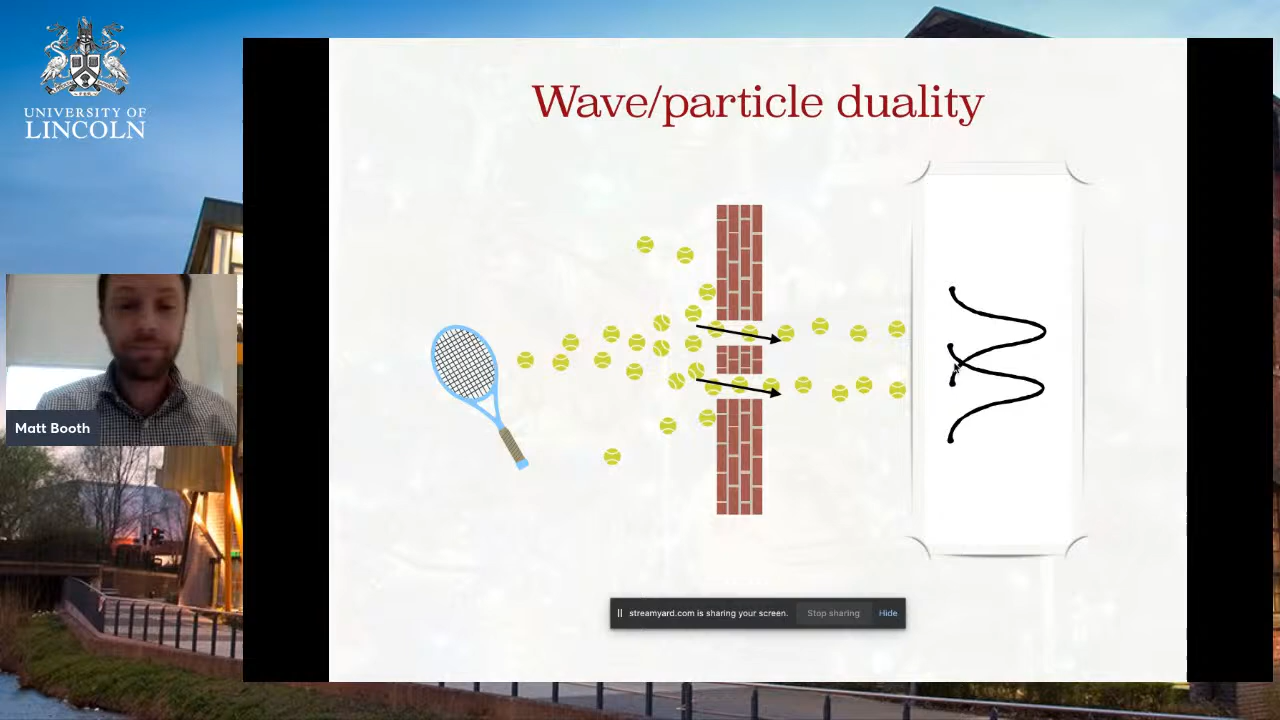 UNIVERSITY OF
LINCOLN
Wave/particle duality
Matt Booth
streamyard.com is sharing your screen. Stop sharing Hide